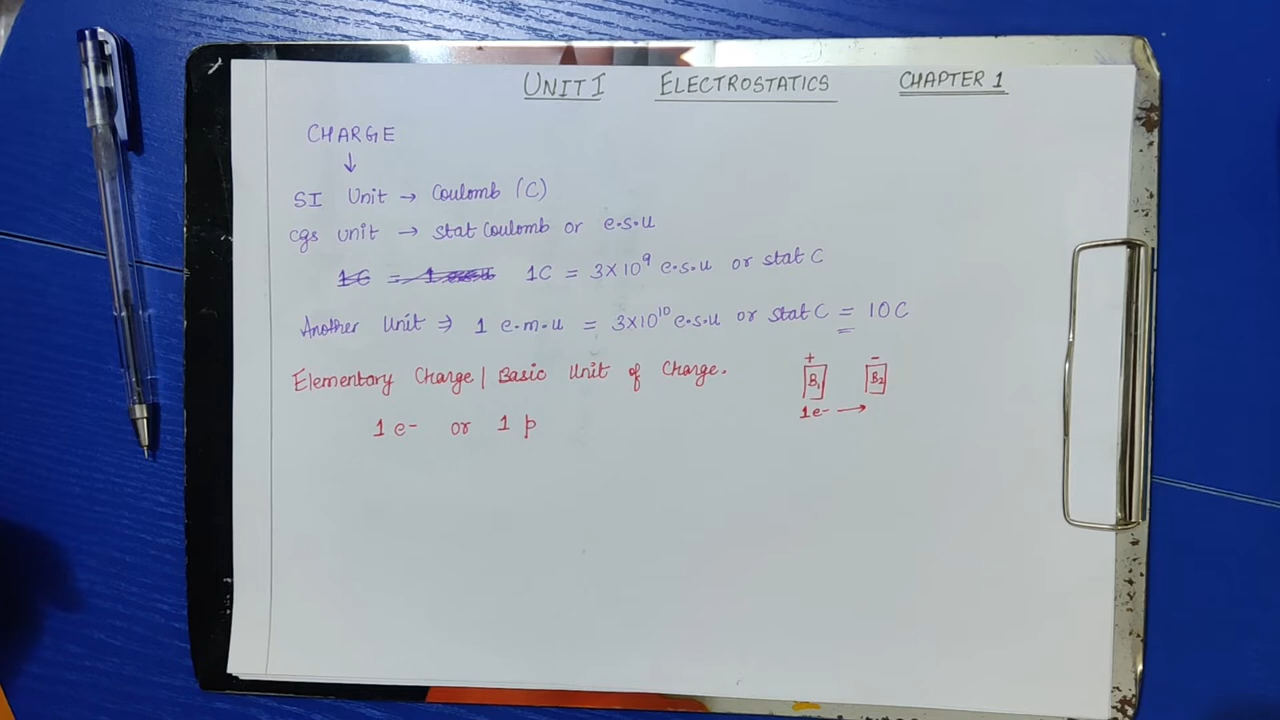 UNIT I ELECTROSTATICS CHAPTER 1
CHARGE
↓
SI Unit → Coulomb (C)
cgs unit → stat Coulomb or e.s.u
1C = 3×10⁹ e.s.u or stat C
Another Unit ⇒ 1 e.m.u = 3×10¹⁰ e.s.u or stat C = 10C
Elementary Charge | Basic Unit of Charge.
+ -
B₁ B₂
1e- →
1 e- or 1 p